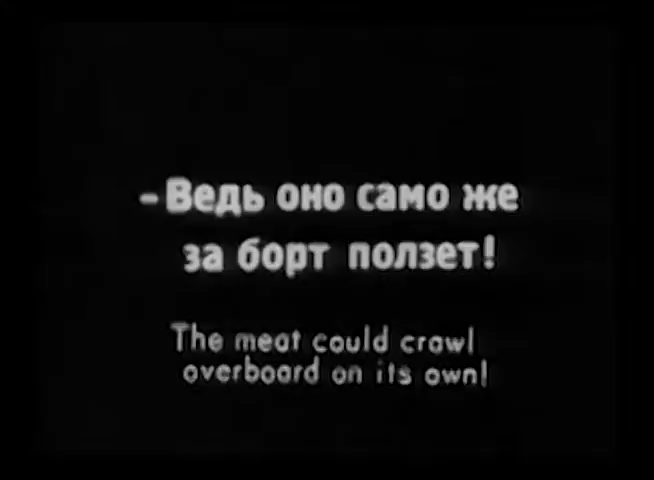 -Ведь оно само же
за борт ползет!
The meat could crawl
overboard on its own!